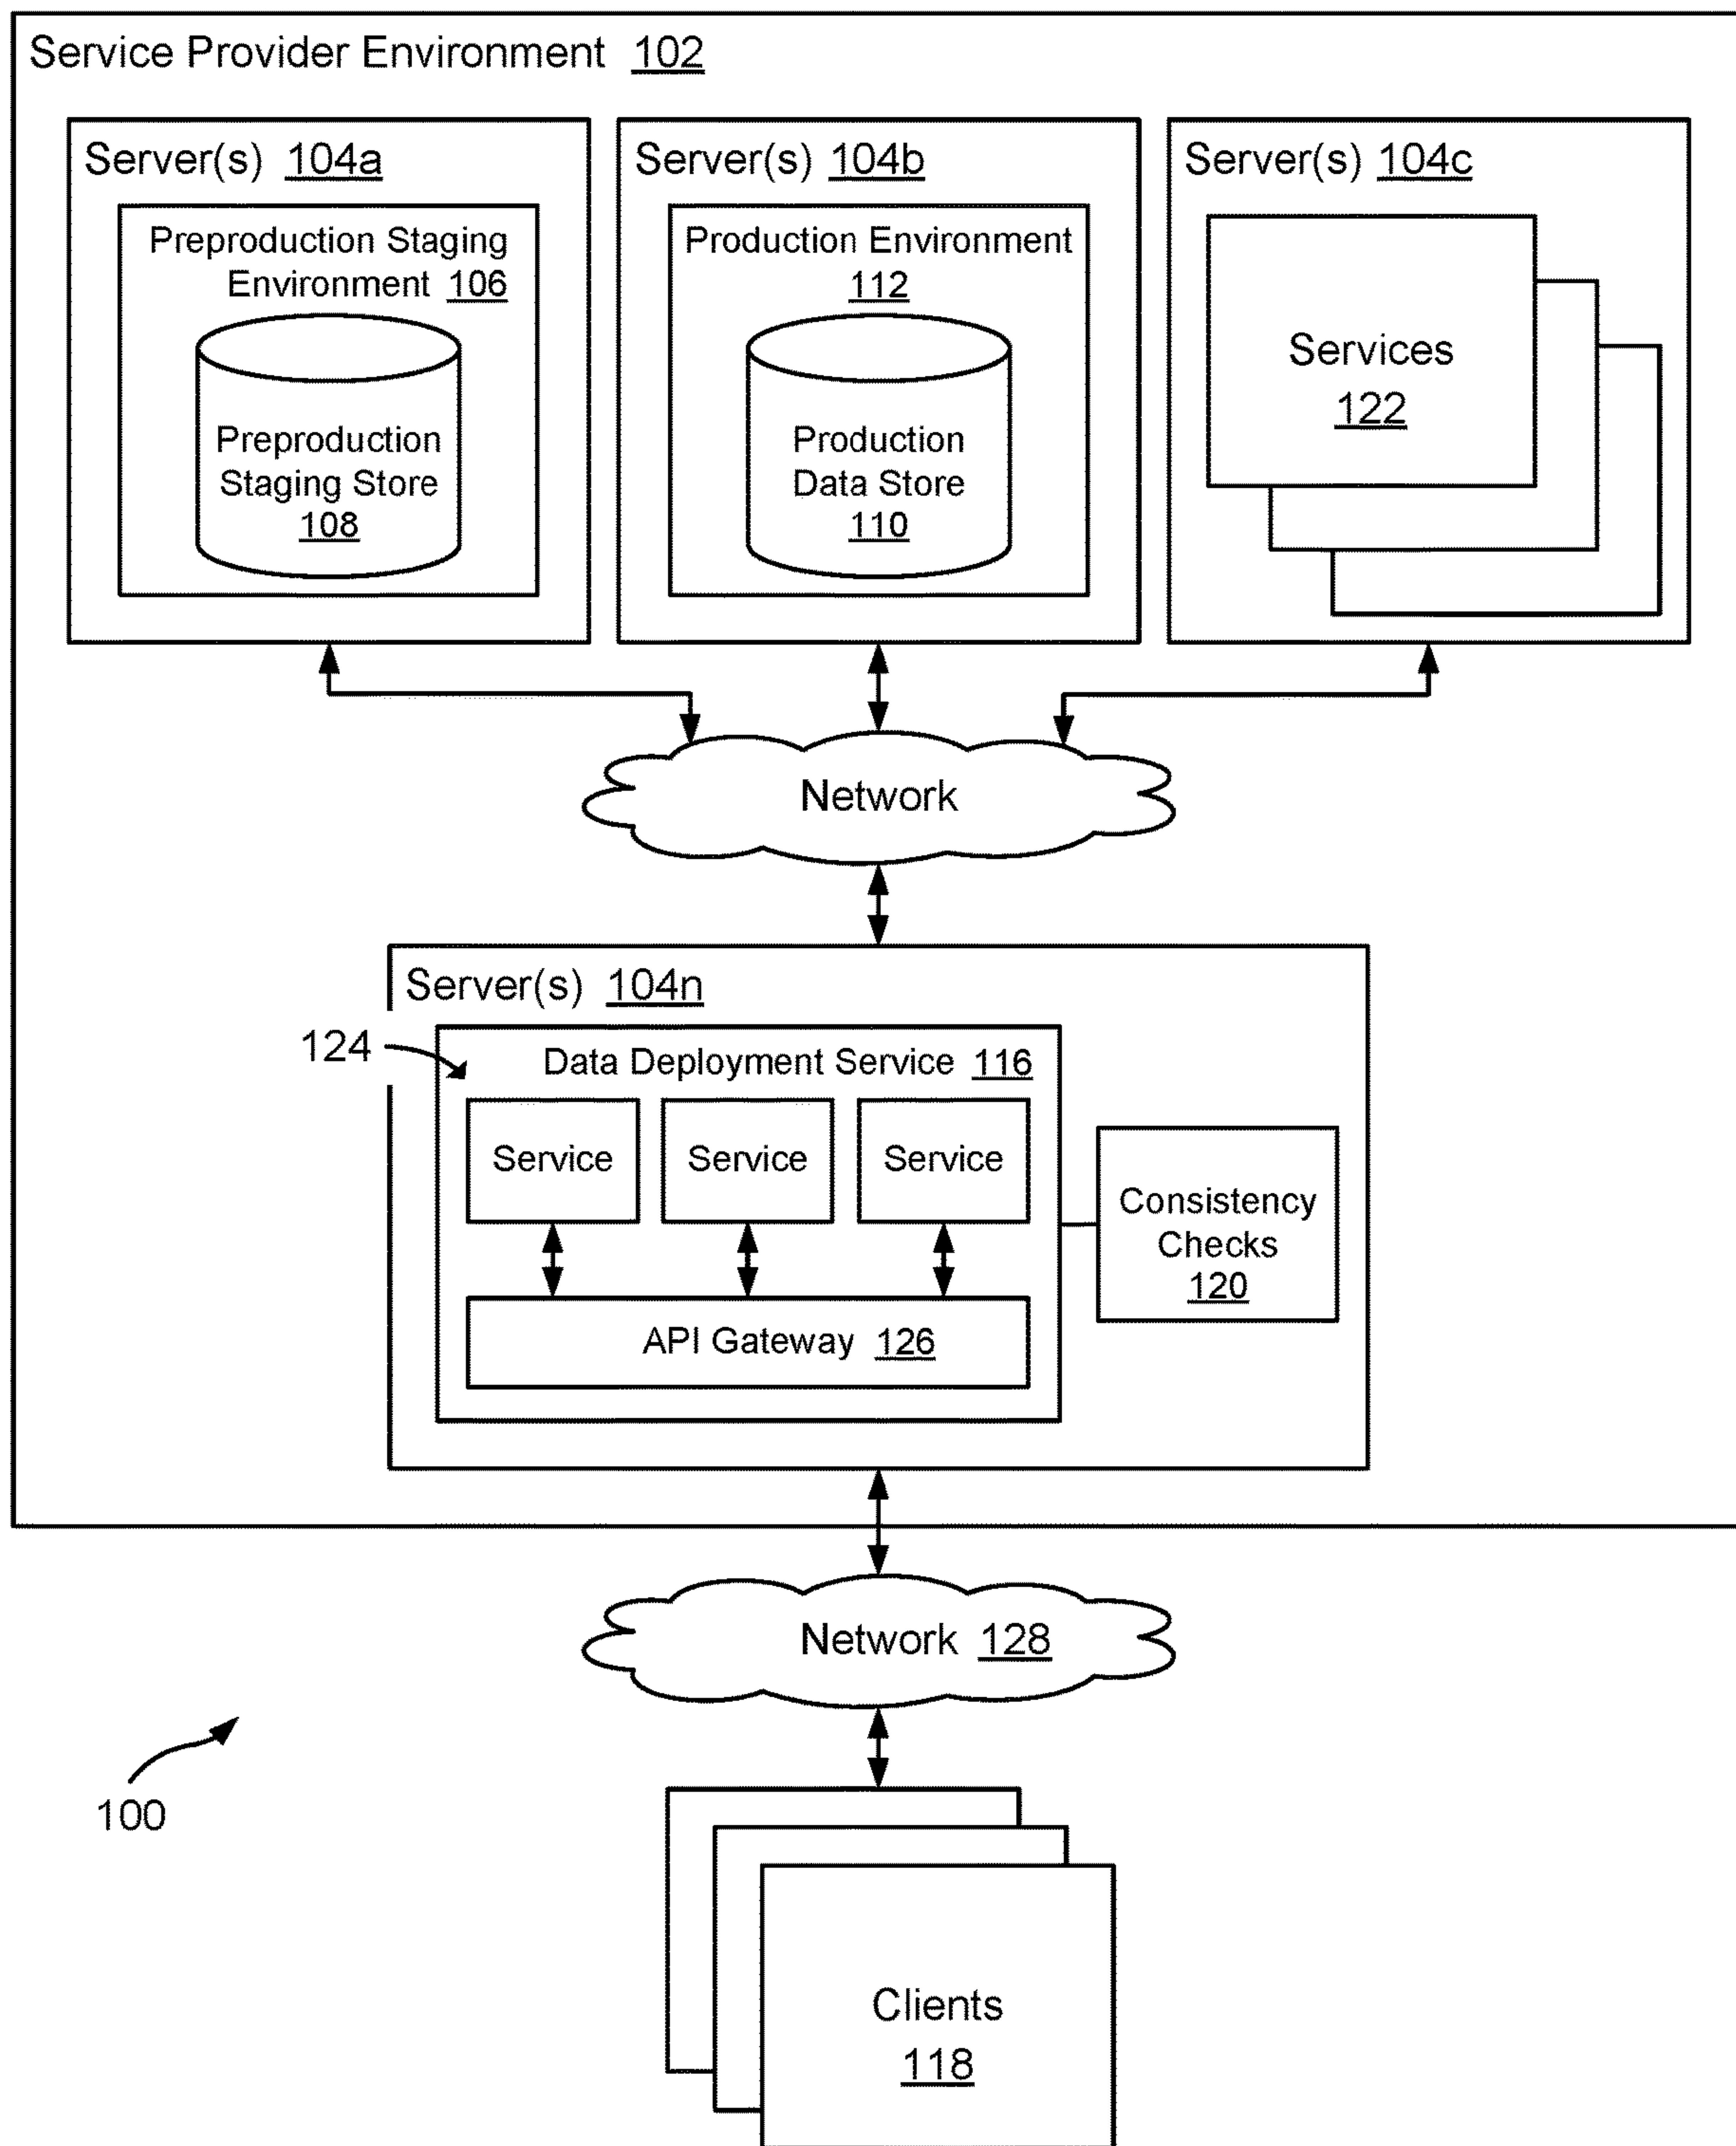 Service Provider Environment 102
Server(s) 104a
Preproduction Staging
Environment 106
Preproduction
Staging Store
108
Server(s) 104b
Production Environment
112
Production
Data Store
110
Server(s) 104c
Services
122
Network
Server(s) 104n
124
Data Deployment Service 116
Service
Service
Service
API Gateway 126
Consistency
Checks
120
Network 128
100
Clients
118